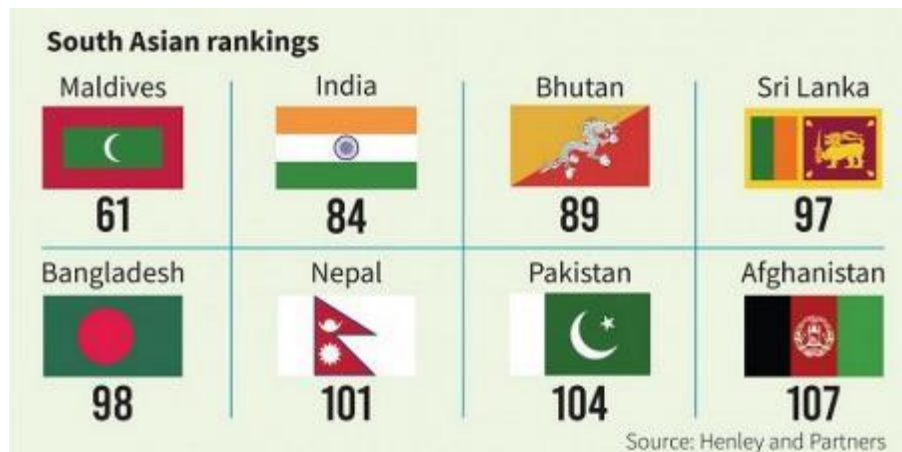 South Asian rankings
Maldives India Bhutan Sri Lanka
61 84 89 97
Bangladesh Nepal Pakistan Afghanistan
98 101 104 107
Source: Henley and Partners